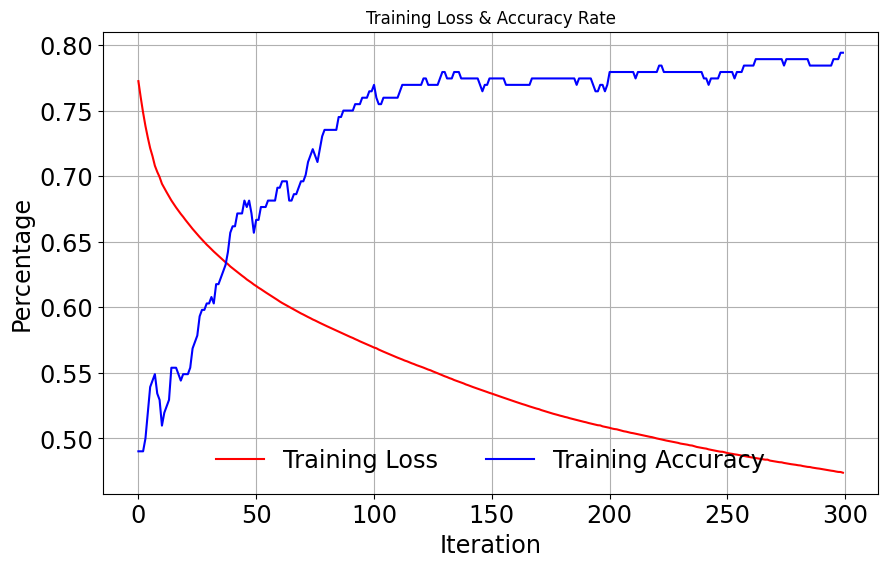 Training Loss & Accuracy Rate
0.80
0.75
0.70
0.65
0.60
0.55
0.50
Percentage
Training Loss Training Accuracy
0 50 100 150 200 250 300
Iteration